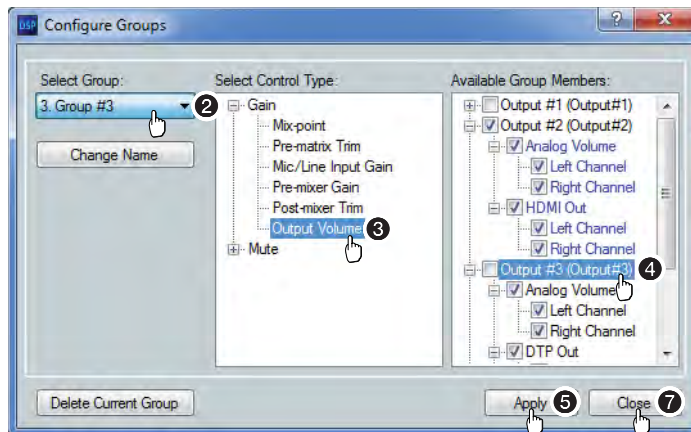 DSP Configure Groups
?
X
Select Group:
3. Group #3
2
Change Name
Select Control Type:
Gain
Mix-point
Pre-matrix Trim
Mic/Line Input Gain
Pre-mixer Gain
Post-mixer Trim
Output Volume 3
Mute
Available Group Members:
Output #1 (Output#1)
Output #2 (Output#2)
Analog Volume
Left Channel
Right Channel
HDMI Out
Left Channel
Right Channel
Output #3 (Output#3) 4
Analog Volume
Left Channel
Right Channel
DTP Out
Delete Current Group
Apply 5
Close 7